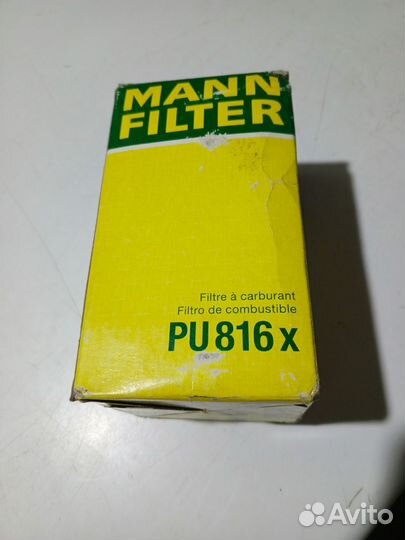 MANN
FILTER
Filtre à carburant
Filtro de combustible
PU 816 x
Avito